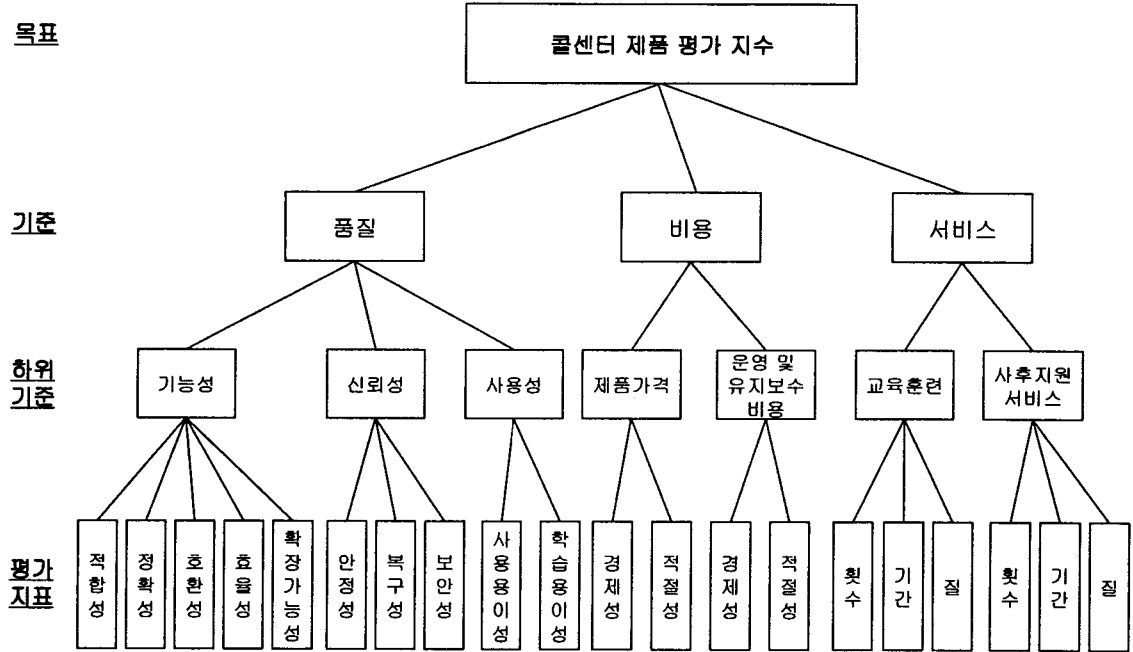 목표
콜센터 제품 평가 지수
기준
품질
비용
서비스
하위
기준
기능성
신뢰성
사용성
제품가격
운영 및
유지보수
비용
교육훈련
사후지원
서비스
평가
지표
적합성
정확성
호환성
효율성
확장가능성
안정성
복구성
보안성
사용용이성
학습용이성
경제성
적절성
경제성
적절성
횟수
기간
질
횟수
기간
질